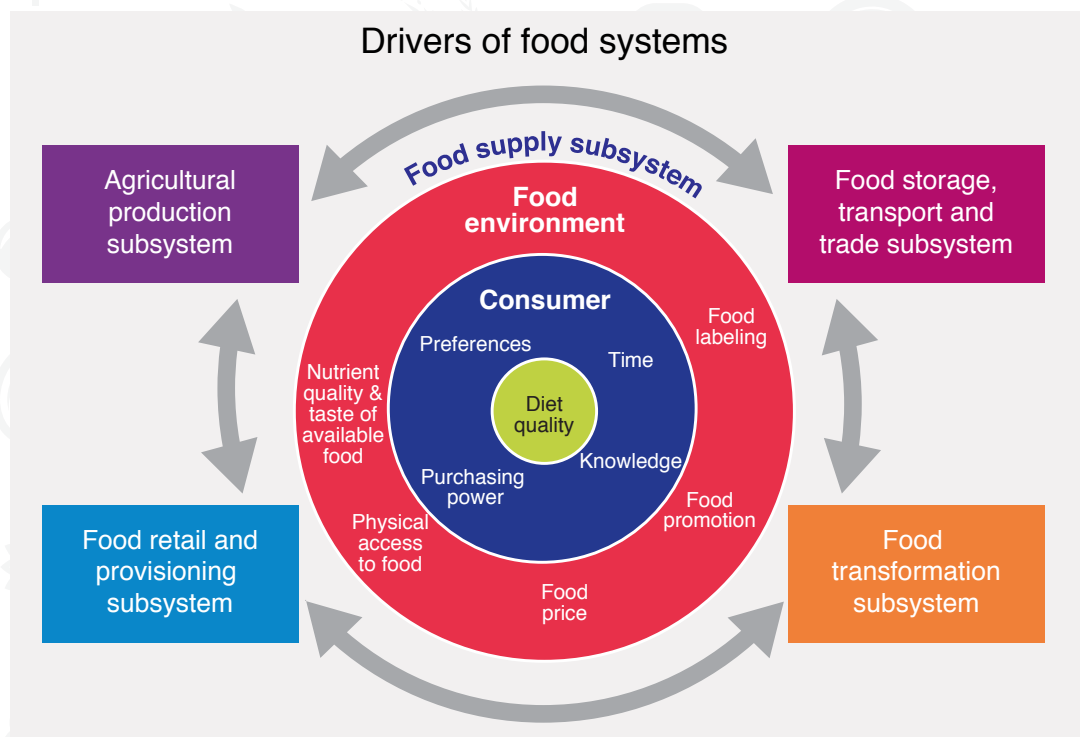 Drivers of food systems
Food supply subsystem
Agricultural
production
subsystem
Food storage,
transport and
trade subsystem
Food
environment
Consumer
Food
labeling
Preferences
Time
Nutrient
quality &
taste of
available
food
Diet
quality
Knowledge
Purchasing
power
Food
promotion
Physical
access
to food
Food
price
Food retail and
provisioning
subsystem
Food
transformation
subsystem